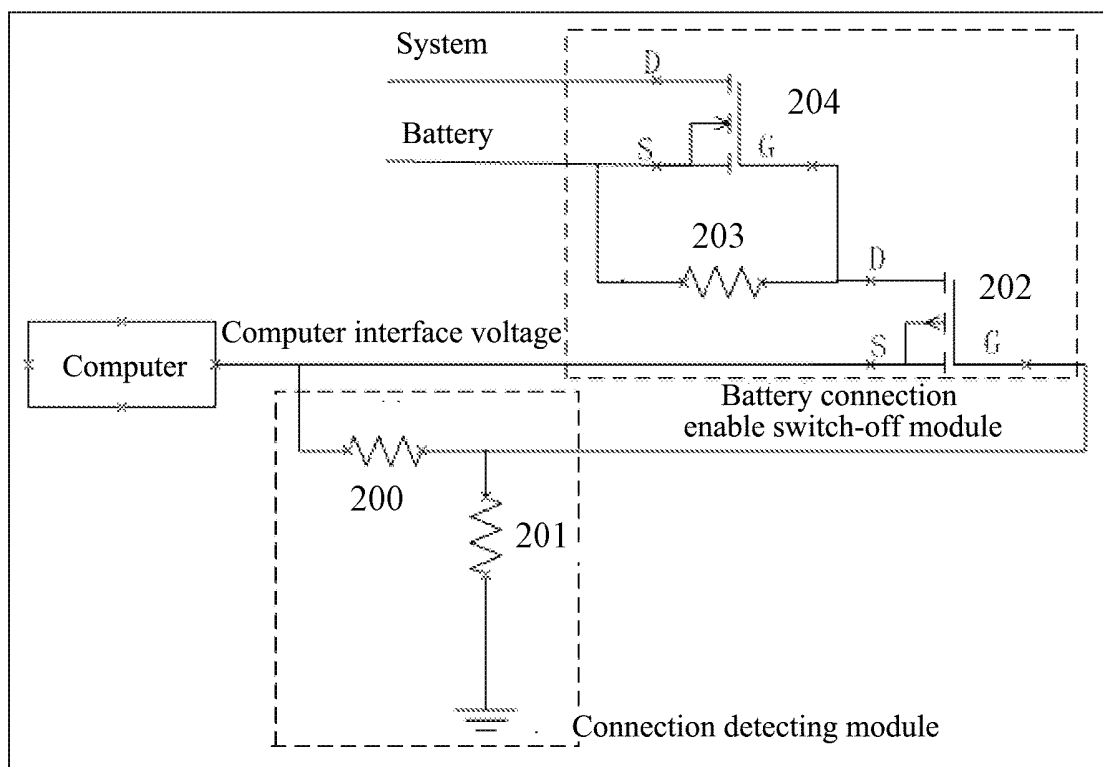 System
D
204
Battery
S
G
203
D
202
Computer interface voltage
Computer
S
G
Battery connection
enable switch-off module
200
201
Connection detecting module